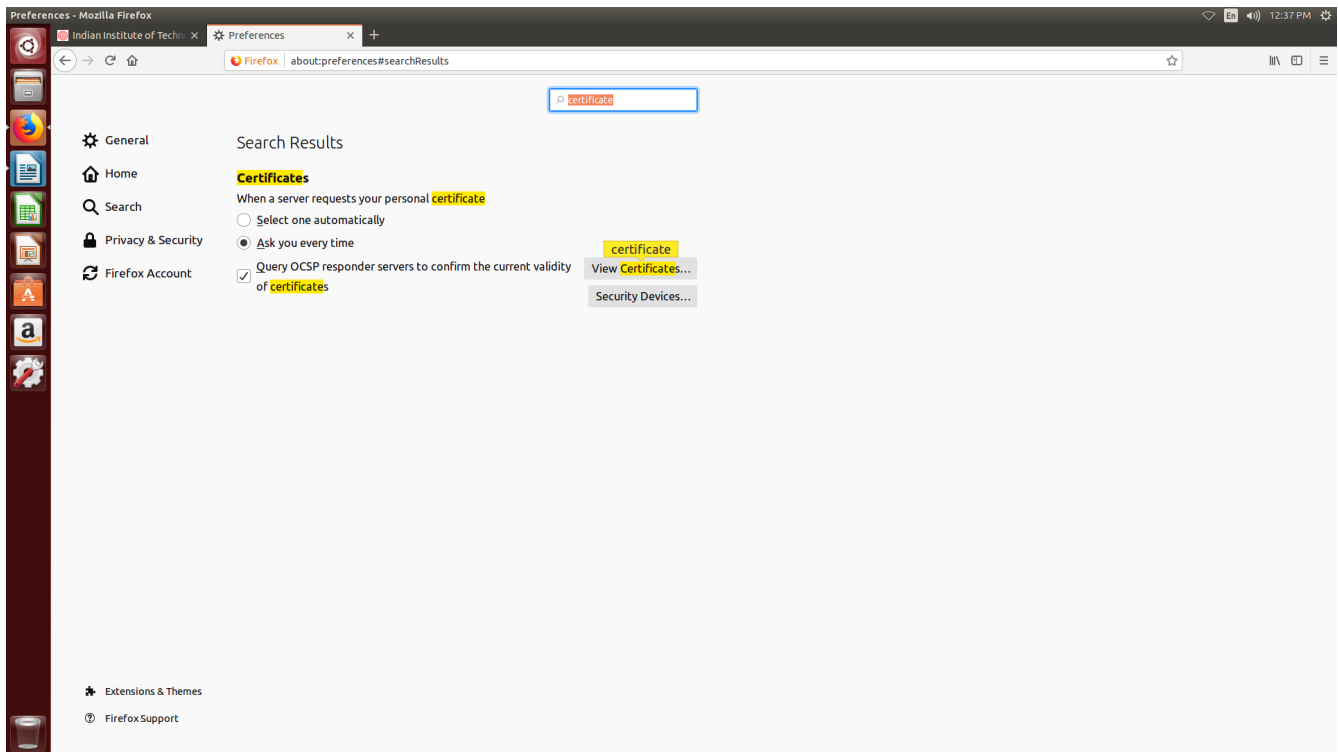 Preferences - Mozilla Firefox
En
12:37 PM
Indian Institute of Techno
Preferences
Firefox
about:preferences#searchResults
certificate
General
Home
Search
Privacy & Security
Firefox Account
Search Results
Certificates
When a server requests your personal certificate
Select one automatically
Ask you every time
Query OCSP responder servers to confirm the current validity
of certificates
certificate
View Certificates...
Security Devices...
Extensions & Themes
Firefox Support